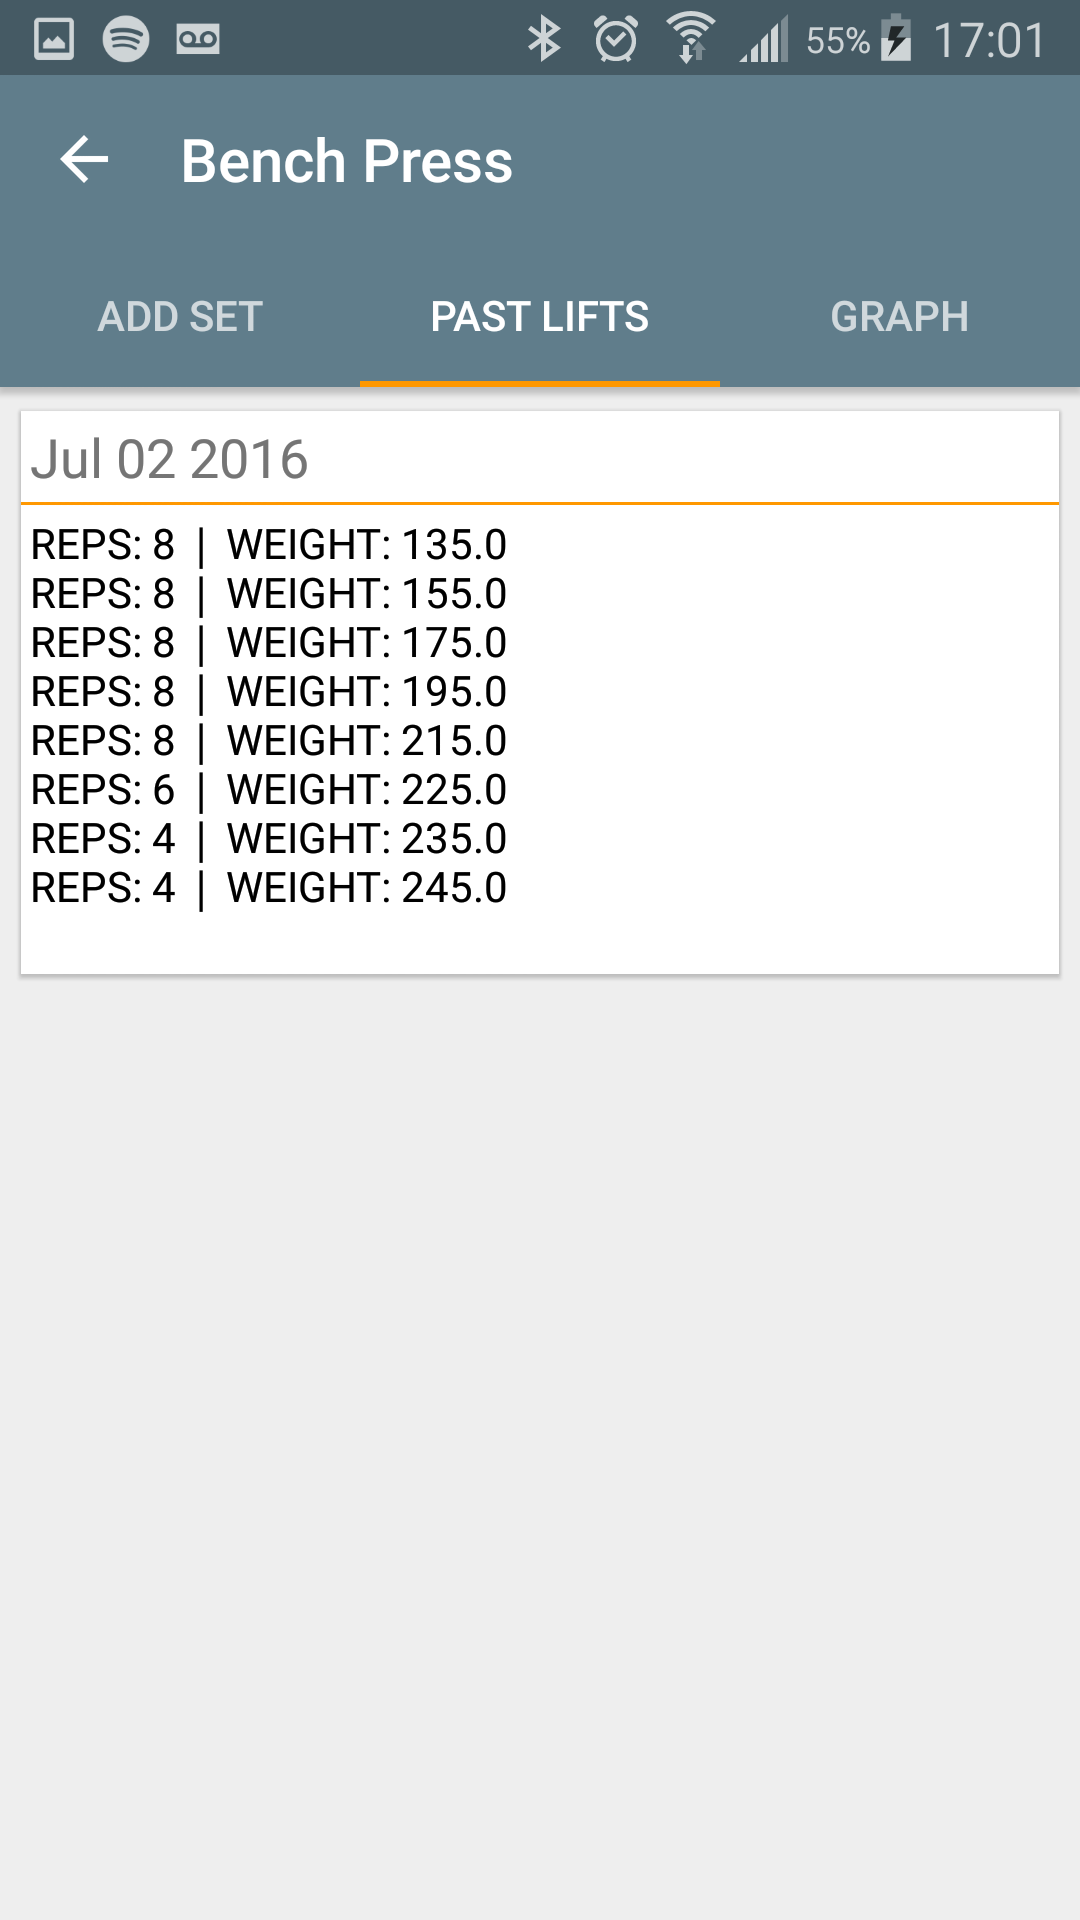 55% 17:01
Bench Press
ADD SET PAST LIFTS GRAPH
Jul 02 2016
REPS: 8 | WEIGHT: 135.0
REPS: 8 | WEIGHT: 155.0
REPS: 8 | WEIGHT: 175.0
REPS: 8 | WEIGHT: 195.0
REPS: 8 | WEIGHT: 215.0
REPS: 6 | WEIGHT: 225.0
REPS: 4 | WEIGHT: 235.0
REPS: 4 | WEIGHT: 245.0